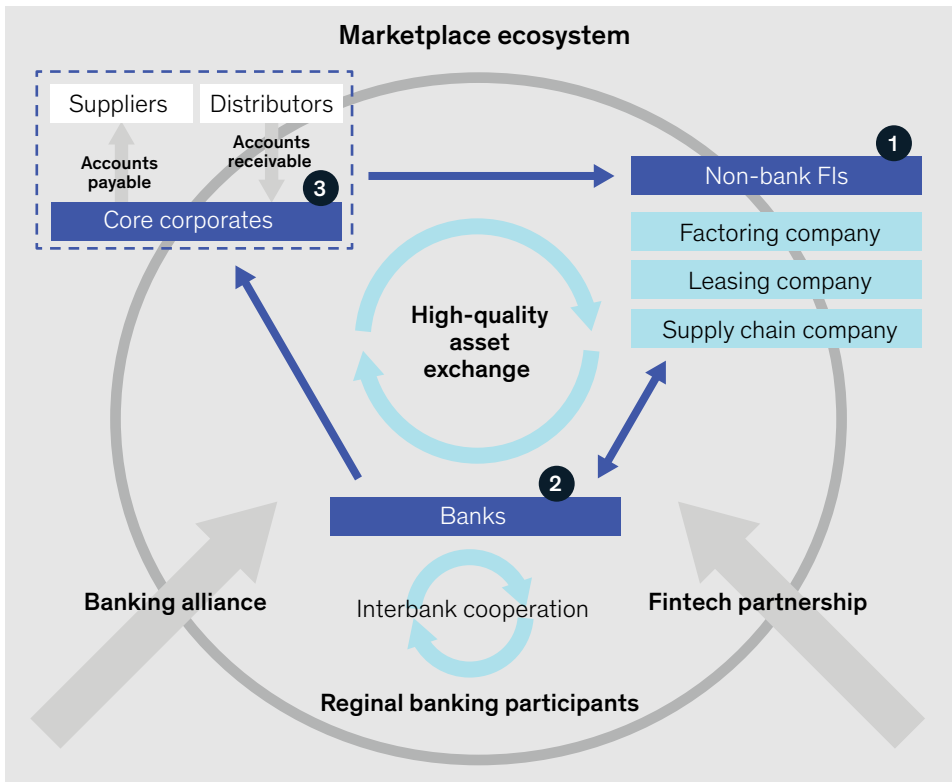 Marketplace ecosystem
Suppliers
Distributors
Accounts
payable
Accounts
receivable
3
Core corporates
1
Non-bank FIs
Factoring company
Leasing company
Supply chain company
High-quality
asset
exchange
2
Banks
Banking alliance
Interbank cooperation
Fintech partnership
Reginal banking participants